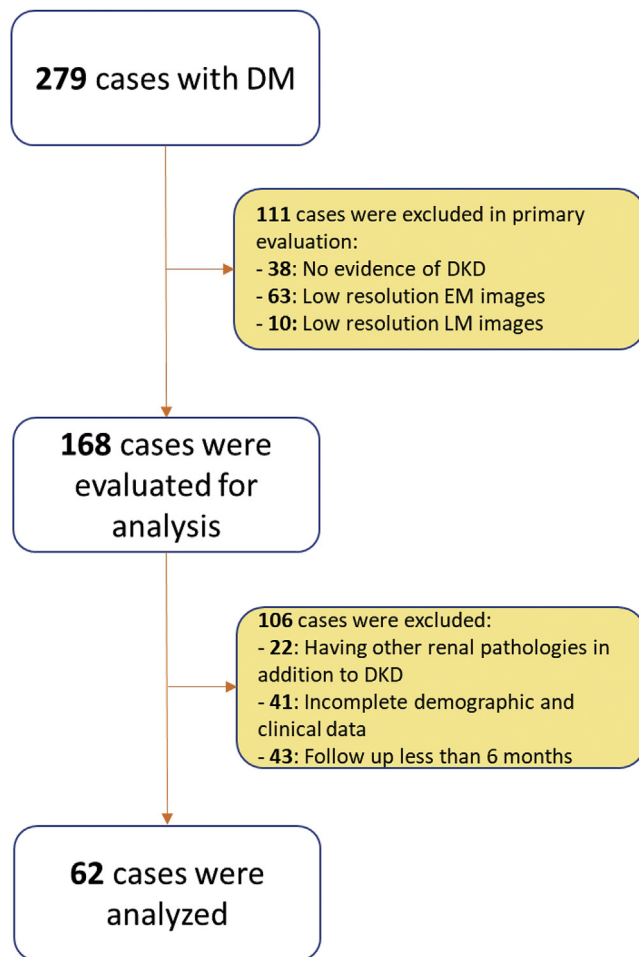 279 cases with DM
111 cases were excluded in primary
evaluation:
- 38: No evidence of DKD
- 63: Low resolution EM images
- 10: Low resolution LM images
168 cases were
evaluated for
analysis
106 cases were excluded:
- 22: Having other renal pathologies in
addition to DKD
- 41: Incomplete demographic and
clinical data
- 43: Follow up less than 6 months
62 cases were
analyzed